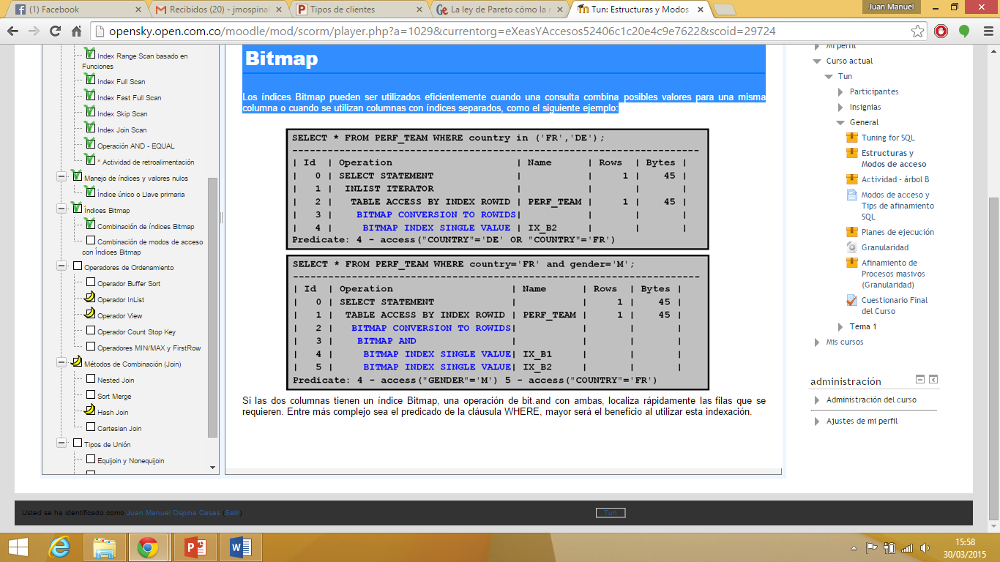 (1) Facebook
Recibidos (20) - jmospina
Tipos de clientes
La ley de Pareto cómo la
Tun: Estructuras y Modos
Juan Manuel
opensky.open.com.co/moodle/mod/scorm/player.php?a=1029&currentorg=eXeasYAccesos52406c1c20e4c9e7622&scoid=29724
Index Range Scan basado en
Funciones
Index Full Scan
Index Fast Full Scan
Index Skip Scan
Index Join Scan
Operación AND - EQUAL
* Actividad de retroalimentación
Manejo de índices y valores nulos
Índice único o Llave primaria
Índices Bitmap
Combinación de índices Bitmap
Combinación de modos de acceso
con Índices Bitmap
Operadores de Ordenamiento
Operador Buffer Sort
Operador InList
Operador View
Operador Count Stop Key
Operadores MIN/MAX y FirstRow
Métodos de Combinación (Join)
Nested Join
Sort Merge
Hash Join
Cartesian Join
Tipos de Unión
Equijoin y Nonequijoin
Bitmap
Los índices Bitmap pueden ser utilizados eficientemente cuando una consulta combina posibles valores para una misma
columna o cuando se utilizan columnas con índices separados, como el siguiente ejemplo:
SELECT * FROM PERF_TEAM WHERE country in ('FR','DE');
---------------------------------------------------------------------
| Id | Operation | Name | Rows | Bytes |
| 0 | SELECT STATEMENT | | 1 | 45 |
| 1 | INLIST ITERATOR | | | |
| 2 | TABLE ACCESS BY INDEX ROWID | PERF_TEAM | 1 | 45 |
| 3 | BITMAP CONVERSION TO ROWIDS| | | |
| 4 | BITMAP INDEX SINGLE VALUE | IX_B2 | | |
Predicate: 4 - access("COUNTRY"='DE' OR "COUNTRY"='FR')
SELECT * FROM PERF_TEAM WHERE country='FR' and gender='M';
---------------------------------------------------------------------
| Id | Operation | Name | Rows | Bytes |
| 0 | SELECT STATEMENT | | 1 | 45 |
| 1 | TABLE ACCESS BY INDEX ROWID | PERF_TEAM | 1 | 45 |
| 2 | BITMAP CONVERSION TO ROWIDS| | | |
| 3 | BITMAP AND | | | |
| 4 | BITMAP INDEX SINGLE VALUE| IX_B1 | | |
| 5 | BITMAP INDEX SINGLE VALUE| IX_B2 | | |
Predicate: 4 - access("GENDER"='M') 5 - access("COUNTRY"='FR')
Si las dos columnas tienen un índice Bitmap, una operación de bit.and con ambas, localiza rápidamente las filas que se
requieren. Entre más complejo sea el predicado de la cláusula WHERE, mayor será el beneficio al utilizar esta indexación.
Mi perfil
Curso actual
Tun
Participantes
Insignias
General
Tuning for SQL
Estructuras y
Modos de acceso
Actividad - árbol B
Modos de acceso y
Tips de afinamiento
SQL
Planes de ejecución
Granularidad
Afinamiento de
Procesos masivos
(Granularidad)
Cuestionario Final
del Curso
Tema 1
Mis cursos
administración
Administración del curso
Ajustes de mi perfil
Usted se ha identificado como Juan Manuel Ospina Casas (Salir)
Tun
15:58
30/03/2015